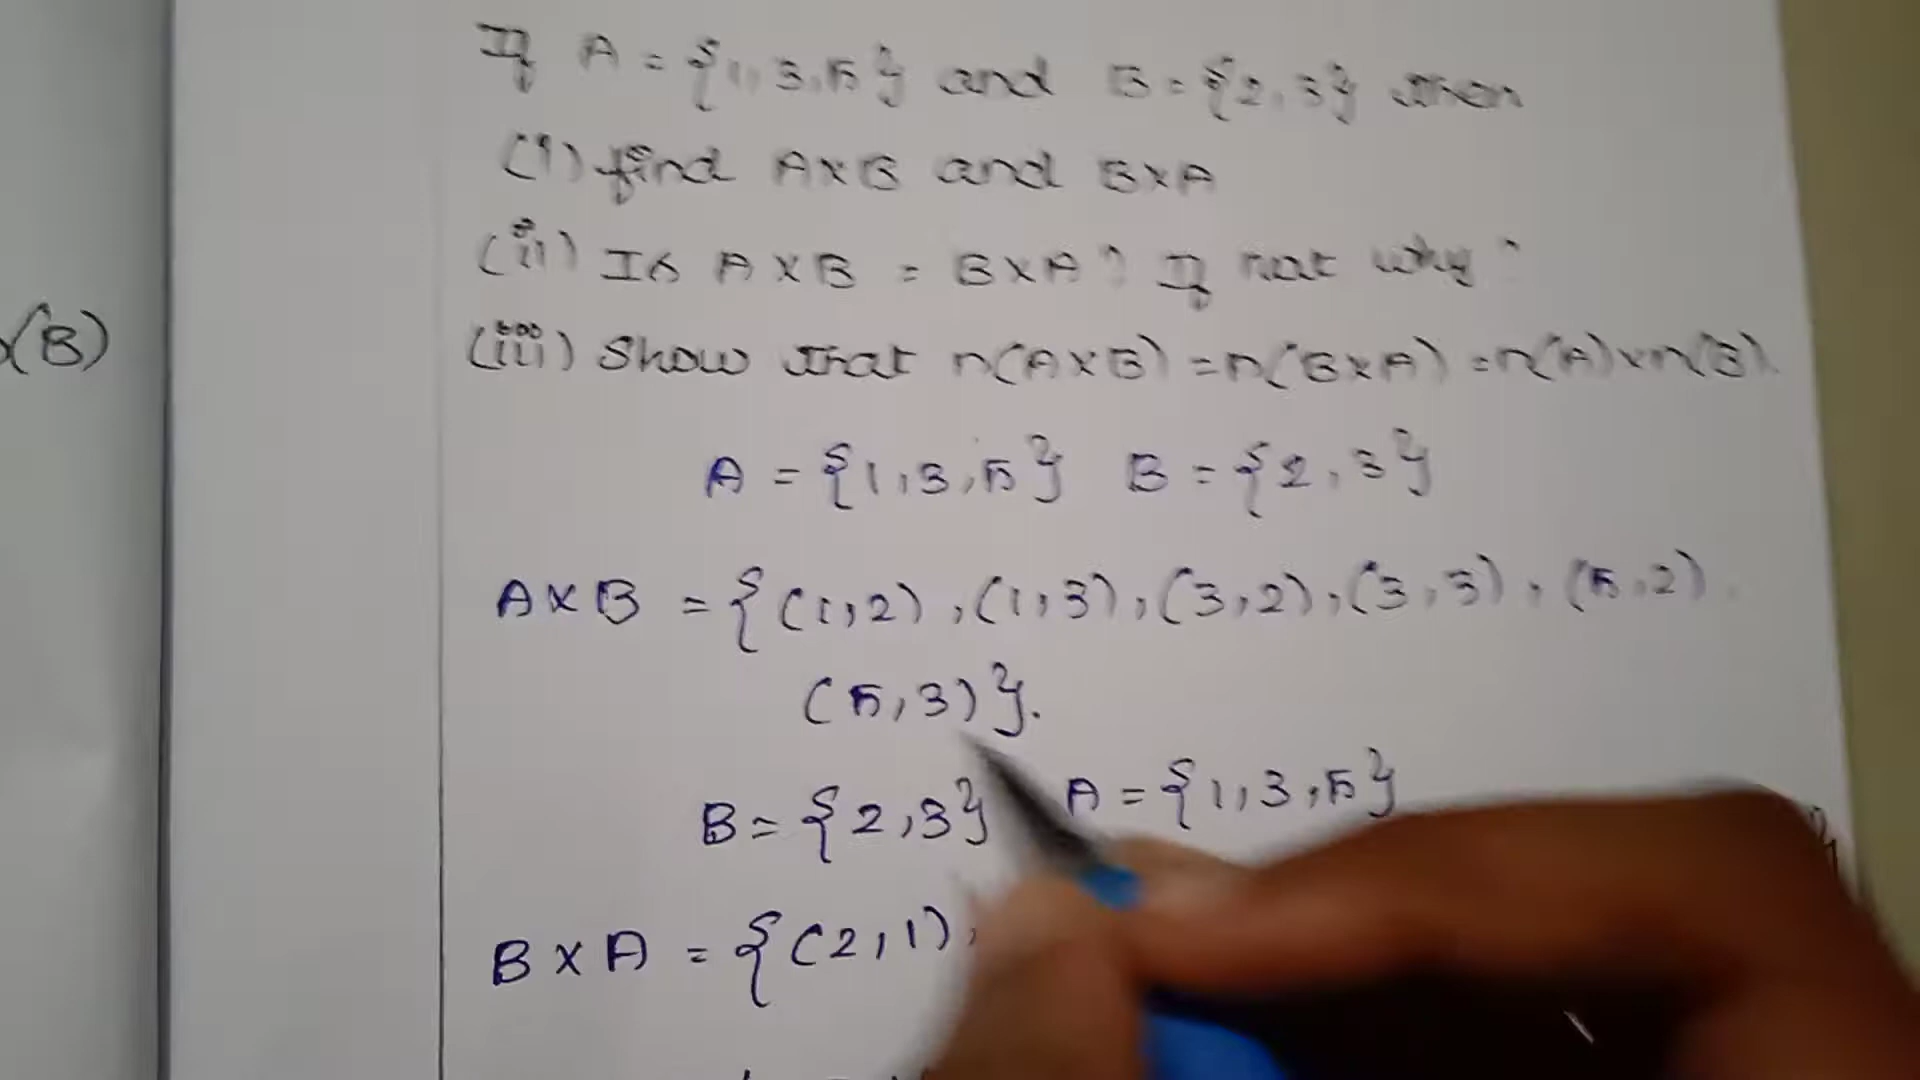 If A = {1, 3, 5} and B = {2, 3} then
(i) find A x B and B x A
(ii) Is A x B = B x A? If not why?
(iii) Show that n(A x B) = n(B x A) = n(A) x n(B).
(B)
A = {1, 3, 5} B = {2, 3}
A x B = {(1, 2), (1, 3), (3, 2), (3, 3), (5, 2),
(5, 3)}.
B = {2, 3} A = {1, 3, 5}
B x A = {(2, 1),